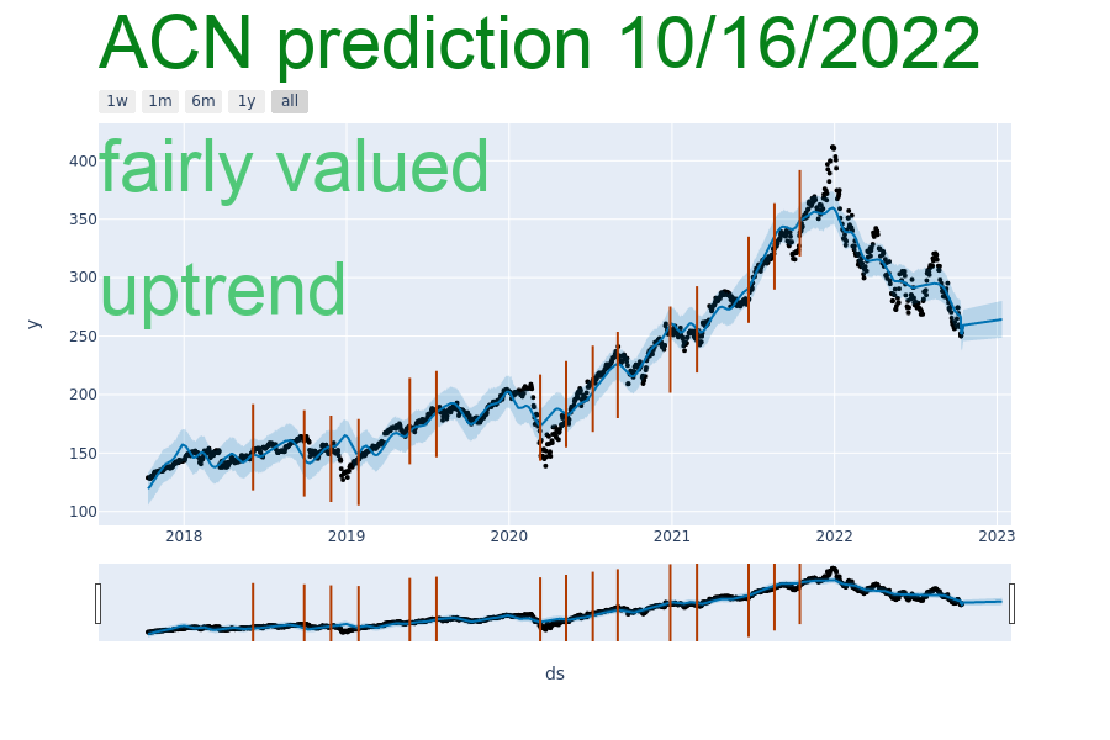 ACN prediction 10/16/2022
1w 1m 6m 1y all
fairly valued
uptrend
400
350
300
250
200
150
100
y
2018 2019 2020 2021 2022 2023
ds